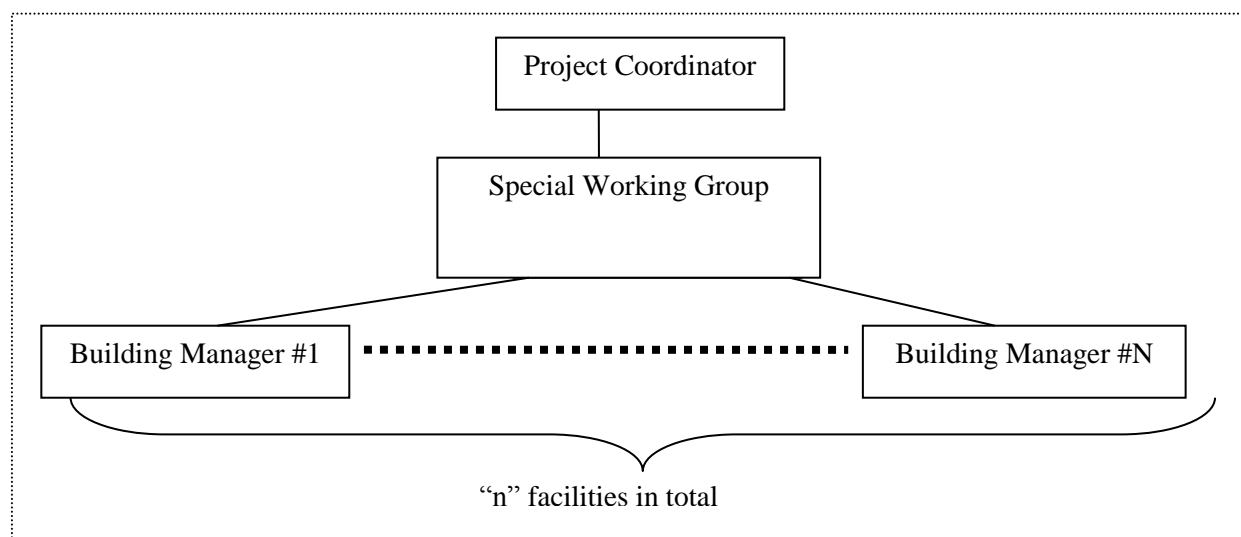 Project Coordinator
Special Working Group
Building Manager #1
Building Manager #N
“n” facilities in total